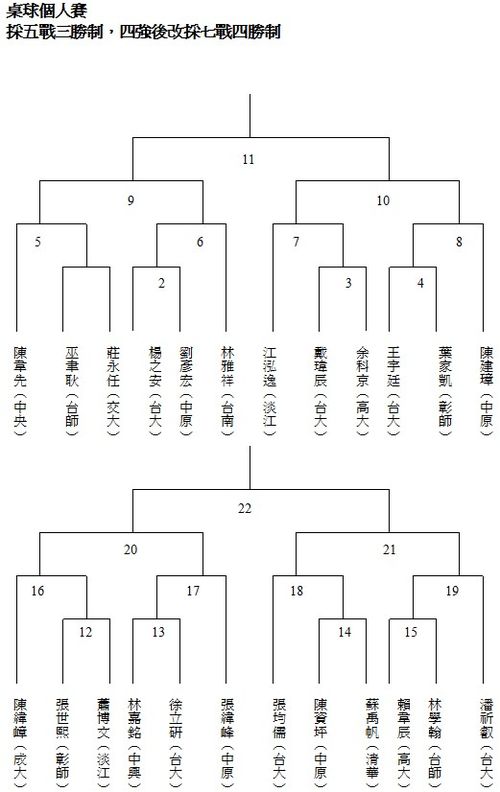 桌球個人賽
採五戰三勝制，四強後改採七戰四勝制
11
9
10
5
6
7
8
2
3
4
陳韋先（中央）
巫聿耿（台師）
莊永任（交大）
楊之安（台大）
劉彥宏（中原）
林雅祥（台南）
江泓逸（淡江）
戴瑋辰（台大）
余科京（高大）
王宇廷（台大）
葉家凱（彰師）
陳建璋（中原）
22
20
21
16
17
18
19
12
13
14
15
陳緯嶂（成大）
張世熙（彰師）
蕭博文（淡江）
林嘉銘（中興）
徐立研（台大）
張緯峰（中原）
張均儒（台大）
陳資坪（中原）
蘇禹帆（清華）
賴韋辰（高大）
林學翰（台師）
潘祈叡（台大）